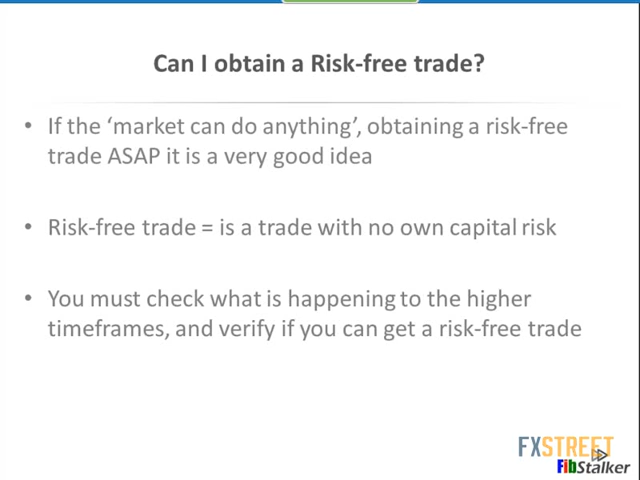 Can I obtain a Risk-free trade?
• If the ‘market can do anything’, obtaining a risk-free
trade ASAP it is a very good idea
• Risk-free trade = is a trade with no own capital risk
• You must check what is happening to the higher
timeframes, and verify if you can get a risk-free trade
FXSTREET
FibStalker